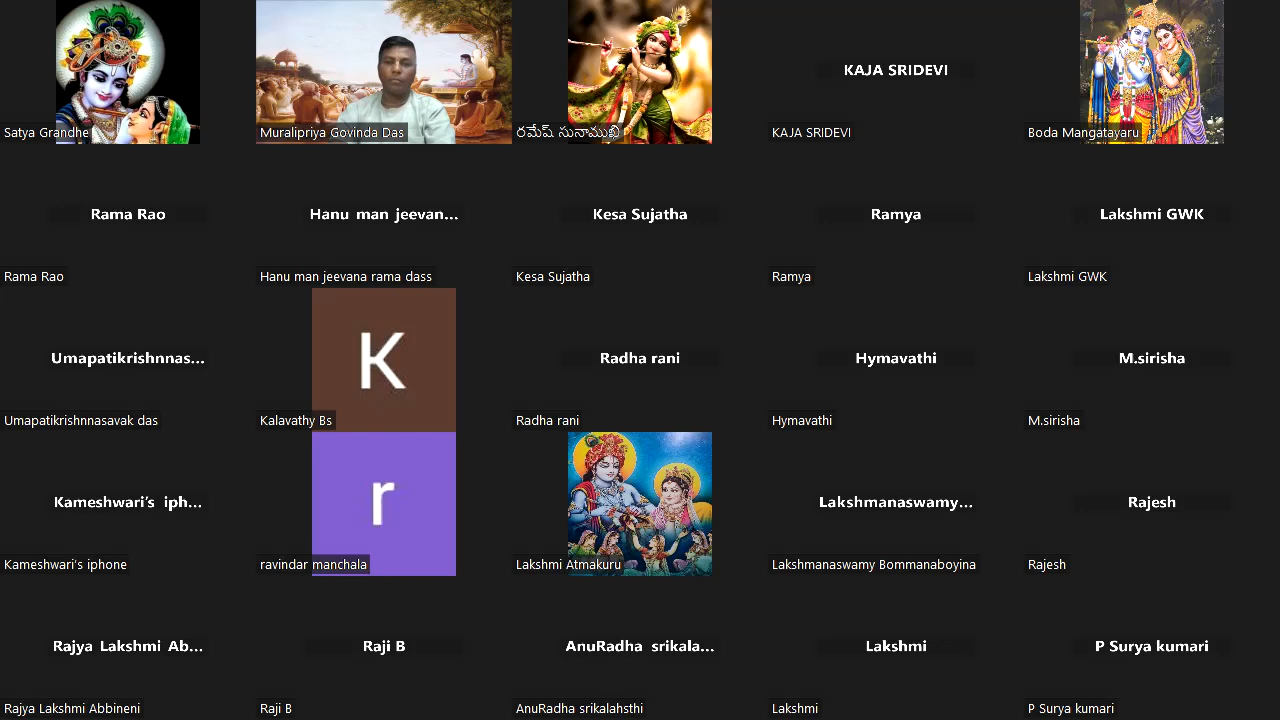 Satya Grandhe
Muralipriya Govinda Das
రమేష్ సునాముఖి
KAJA SRIDEVI
KAJA SRIDEVI
Boda Mangatayaru
Rama Rao
Hanu man jeevan...
Kesa Sujatha
Ramya
Lakshmi GWK
Rama Rao
Hanu man jeevana rama dass
Kesa Sujatha
Ramya
Lakshmi GWK
Umapatikrishnnas...
K
Radha rani
Hymavathi
M.sirisha
Umapatikrishnnasavak das
Kalavathy Bs
Radha rani
Hymavathi
M.sirisha
Kameshwari's iph...
r
Lakshmanaswamy...
Rajesh
Kameshwari's iphone
ravindar manchala
Lakshmi Atmakuru
Lakshmanaswamy Bommanaboyina
Rajesh
Rajya Lakshmi Ab...
Raji B
AnuRadha srikala...
Lakshmi
P Surya kumari
Rajya Lakshmi Abbineni
Raji B
AnuRadha srikalahsthi
Lakshmi
P Surya kumari